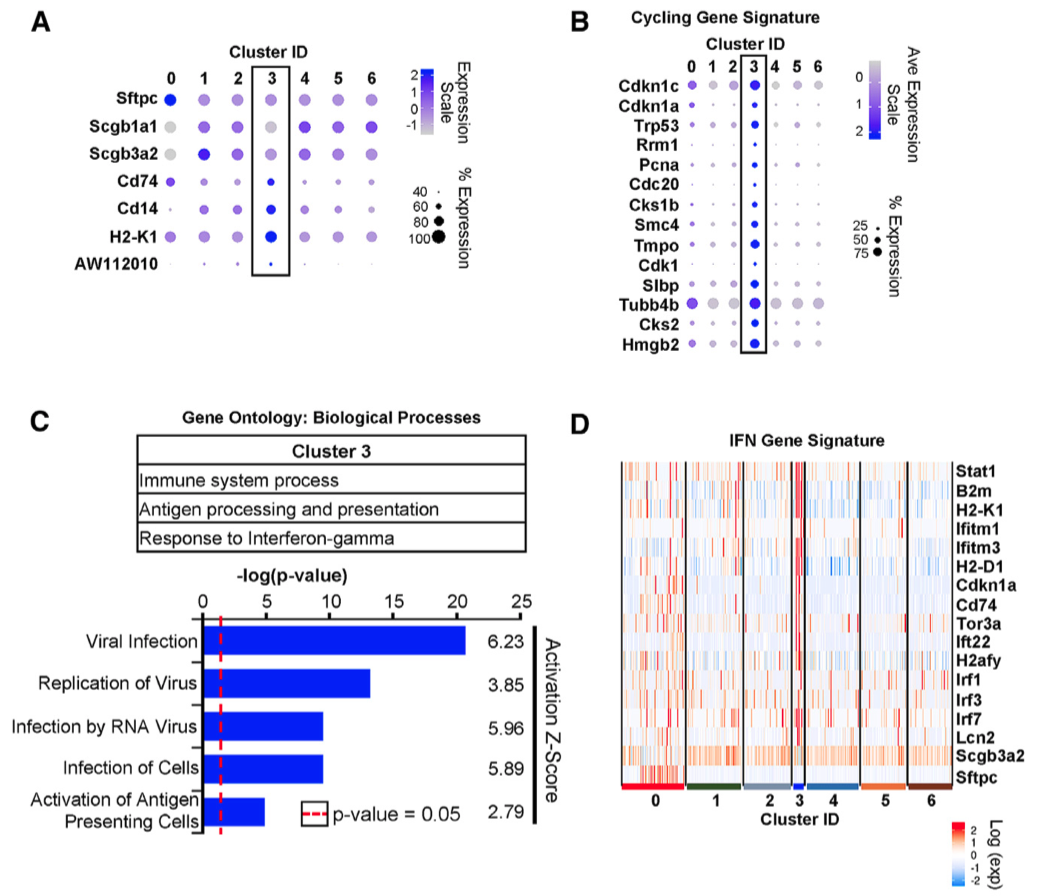 A
Cluster ID
0 1 2 3 4 5 6
Sftpc
Scgb1a1
Scgb3a2
Cd74
Cd14
H2-K1
AW112010
2
1
0
-1
Expression
Scale
40
60
80
100
% Expression
B
Cycling Gene Signature
Cluster ID
0 1 2 3 4 5 6
Cdkn1c
Cdkn1a
Trp53
Rrm1
Pcna
Cdc20
Cks1b
Smc4
Tmpo
Cdk1
Slbp
Tubb4b
Cks2
Hmgb2
0
1
2
Ave Expression
Scale
25
50
75
% Expression
C
Gene Ontology: Biological Processes
Cluster 3
Immune system process
Antigen processing and presentation
Response to Interferon-gamma
-log(p-value)
0 5 10 15 20 25
Viral Infection 6.23
Replication of Virus 3.85
Infection by RNA Virus 5.96
Infection of Cells 5.89
Activation of Antigen
Presenting Cells 2.79
p-value = 0.05
Activation Z-Score
D
IFN Gene Signature
Stat1
B2m
H2-K1
Ifitm1
Ifitm3
H2-D1
Cdkn1a
Cd74
Tor3a
Ift22
H2afy
Irf1
Irf3
Irf7
Lcn2
Scgb3a2
Sftpc
0 1 2 3 4 5 6
Cluster ID
2
1
0
-1
-2
Log (exp)